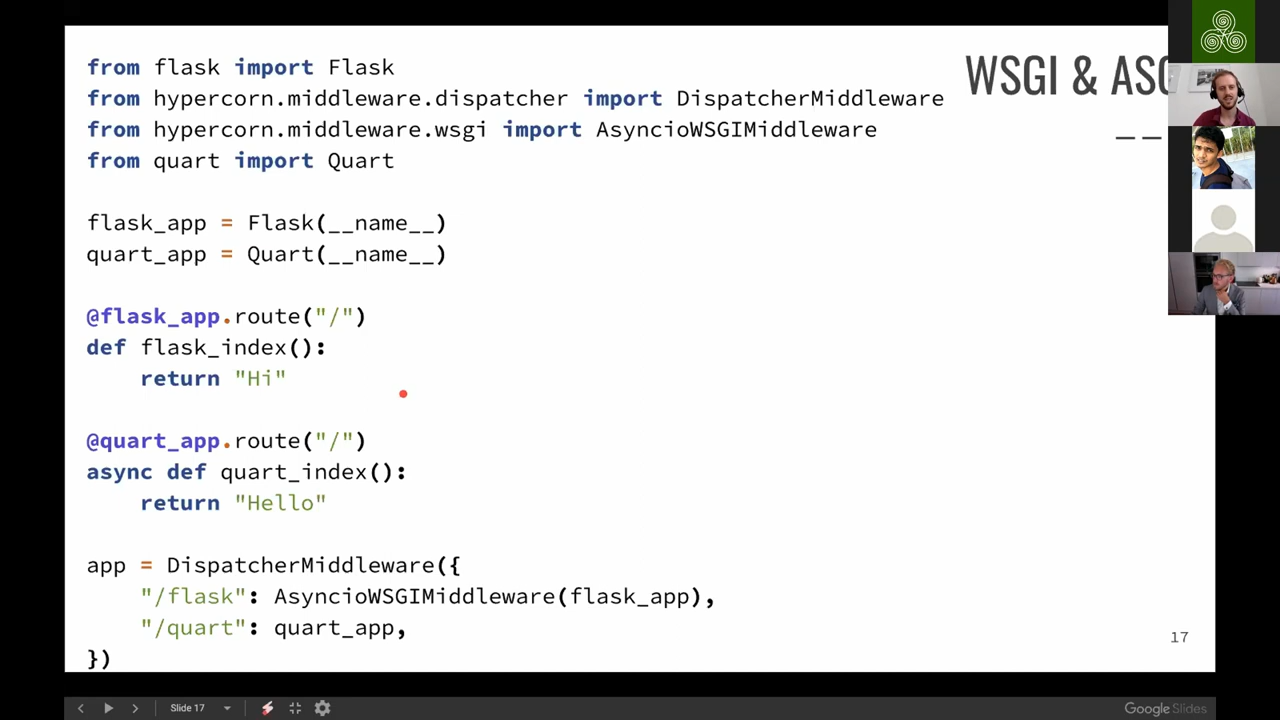 from flask import Flask
from hypercorn.middleware.dispatcher import DispatcherMiddleware
from hypercorn.middleware.wsgi import AsyncioWSGIMiddleware
from quart import Quart
WSGI & ASG
flask_app = Flask(__name__)
quart_app = Quart(__name__)
@flask_app.route("/")
def flask_index():
    return "Hi"
@quart_app.route("/")
async def quart_index():
    return "Hello"
app = DispatcherMiddleware({
    "/flask": AsyncioWSGIMiddleware(flask_app),
    "/quart": quart_app,
})
17
Slide 17
Google Slides